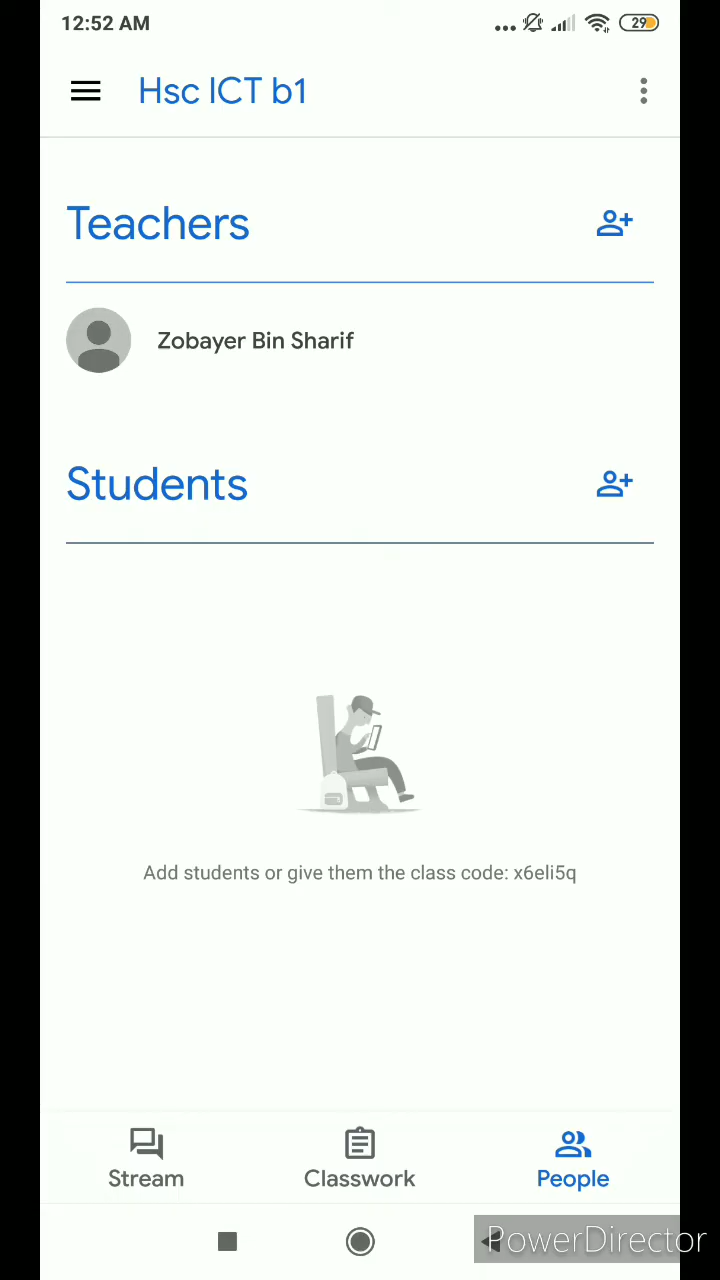 12:52 AM
29
Hsc ICT b1
Teachers
Zobayer Bin Sharif
Students
Add students or give them the class code: x6eli5q
Stream
Classwork
People
PowerDirector